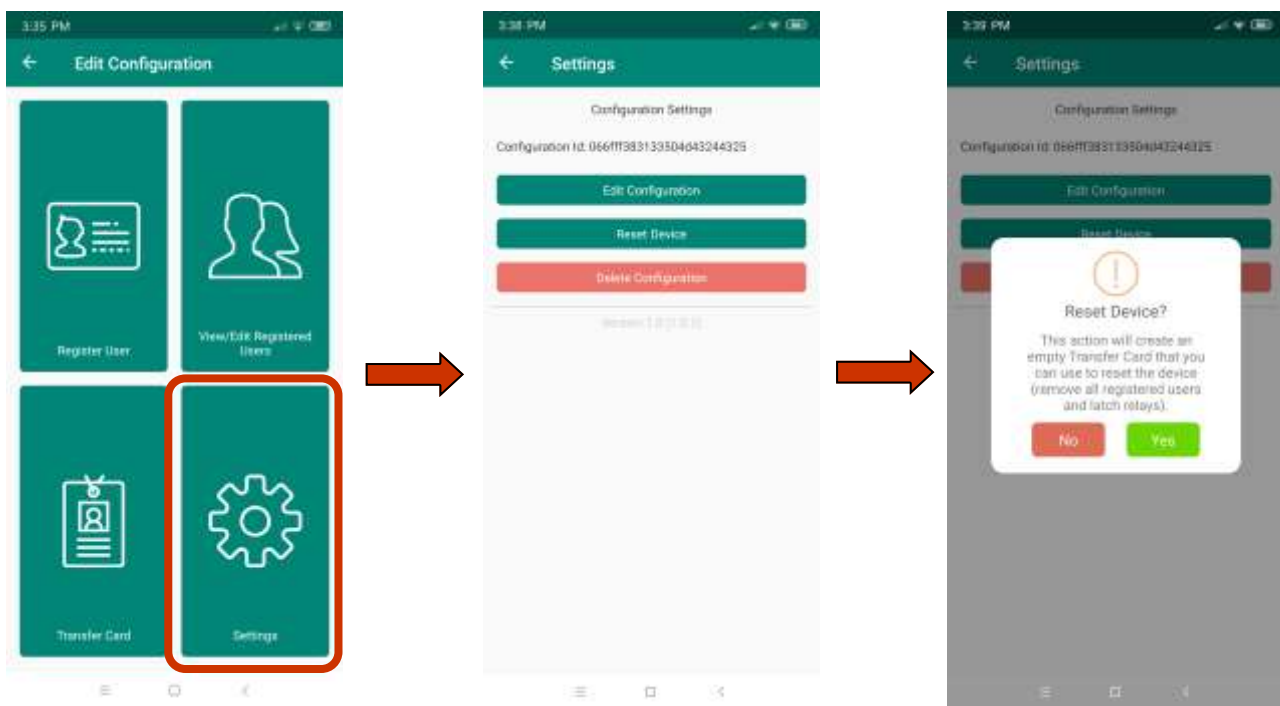 3:35 PM
Edit Configuration
Register User
View/Edit Registered
Users
Transfer Card
Settings
3:38 PM
Settings
Configuration Settings
Configuration Id:
Edit Configuration
Reset Device
Delete Configuration
Version
3:39 PM
Settings
Configuration Settings
Configuration Id:
Edit Configuration
Reset Device
Reset Device?
This action will create an
empty Transfer Card that you
can use to reset the device
(remove all registered users
and latch relays).
No
Yes